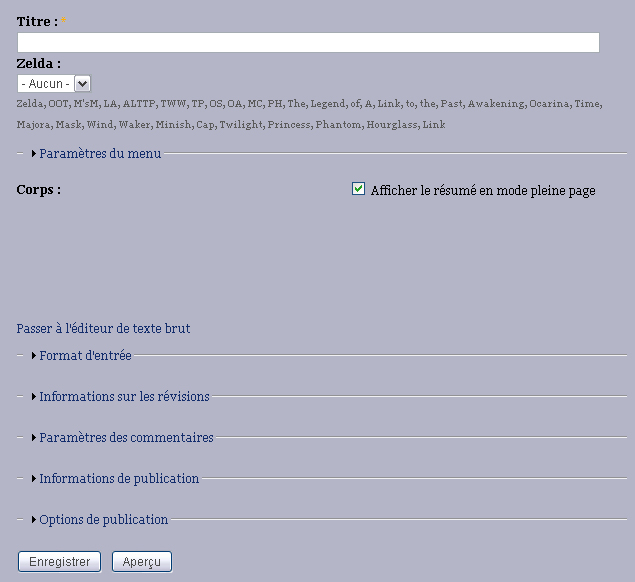 Titre :
Zelda :
- Aucun -
Zelda, OOT, M'sM, LA, ALTTP, TWW, TP, OS, OA, MC, PH, The, Legend, of, A, Link, to, the, Past, Awakening, Ocarina, Time,
Majora, Mask, Wind, Waker, Minish, Cap, Twilight, Princess, Phantom, Hourglass, Link
Paramètres du menu
Corps : Afficher le résumé en mode pleine page
Passer à l'éditeur de texte brut
Format d'entrée
Informations sur les révisions
Paramètres des commentaires
Informations de publication
Options de publication
Enregistrer Aperçu